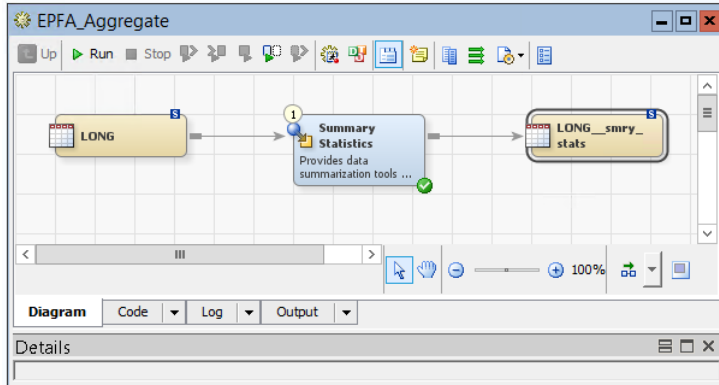 EPFA_Aggregate
Up Run Stop
S
LONG
1
Summary
Statistics
Provides data
summarization tools ...
S
LONG__smry_
stats
100%
Diagram Code Log Output
Details